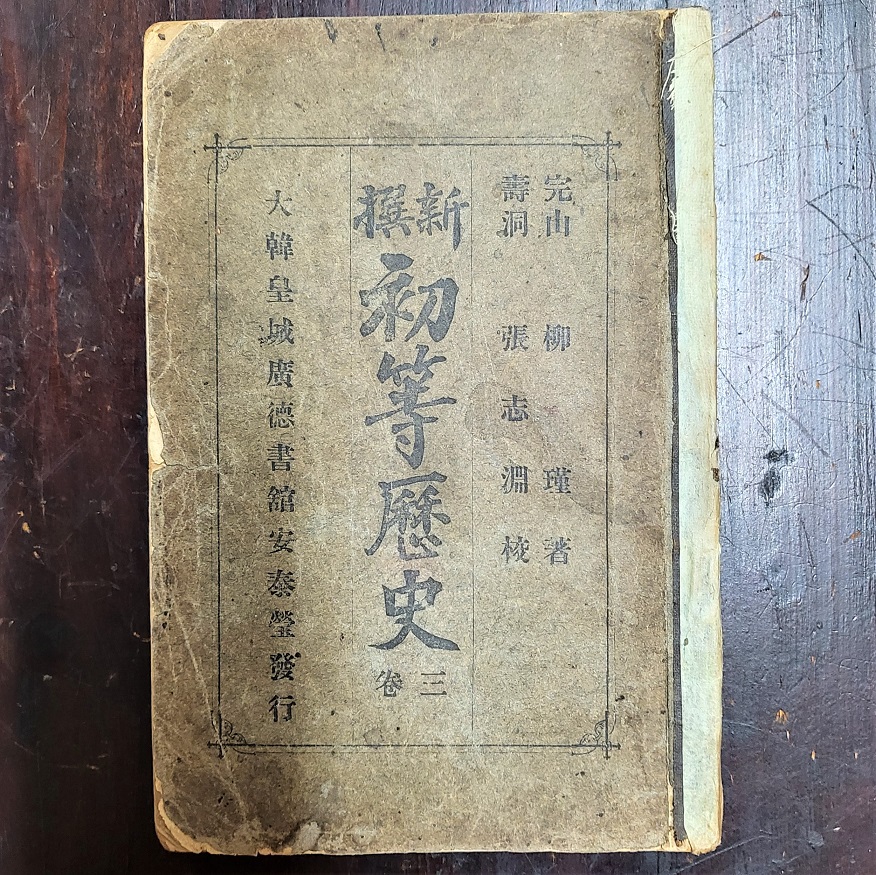 完山 柳 瑾 著
壽洞 張 志 淵 校
新撰
初等歷史
三卷
大韓皇城廣德書館安泰瑩發行